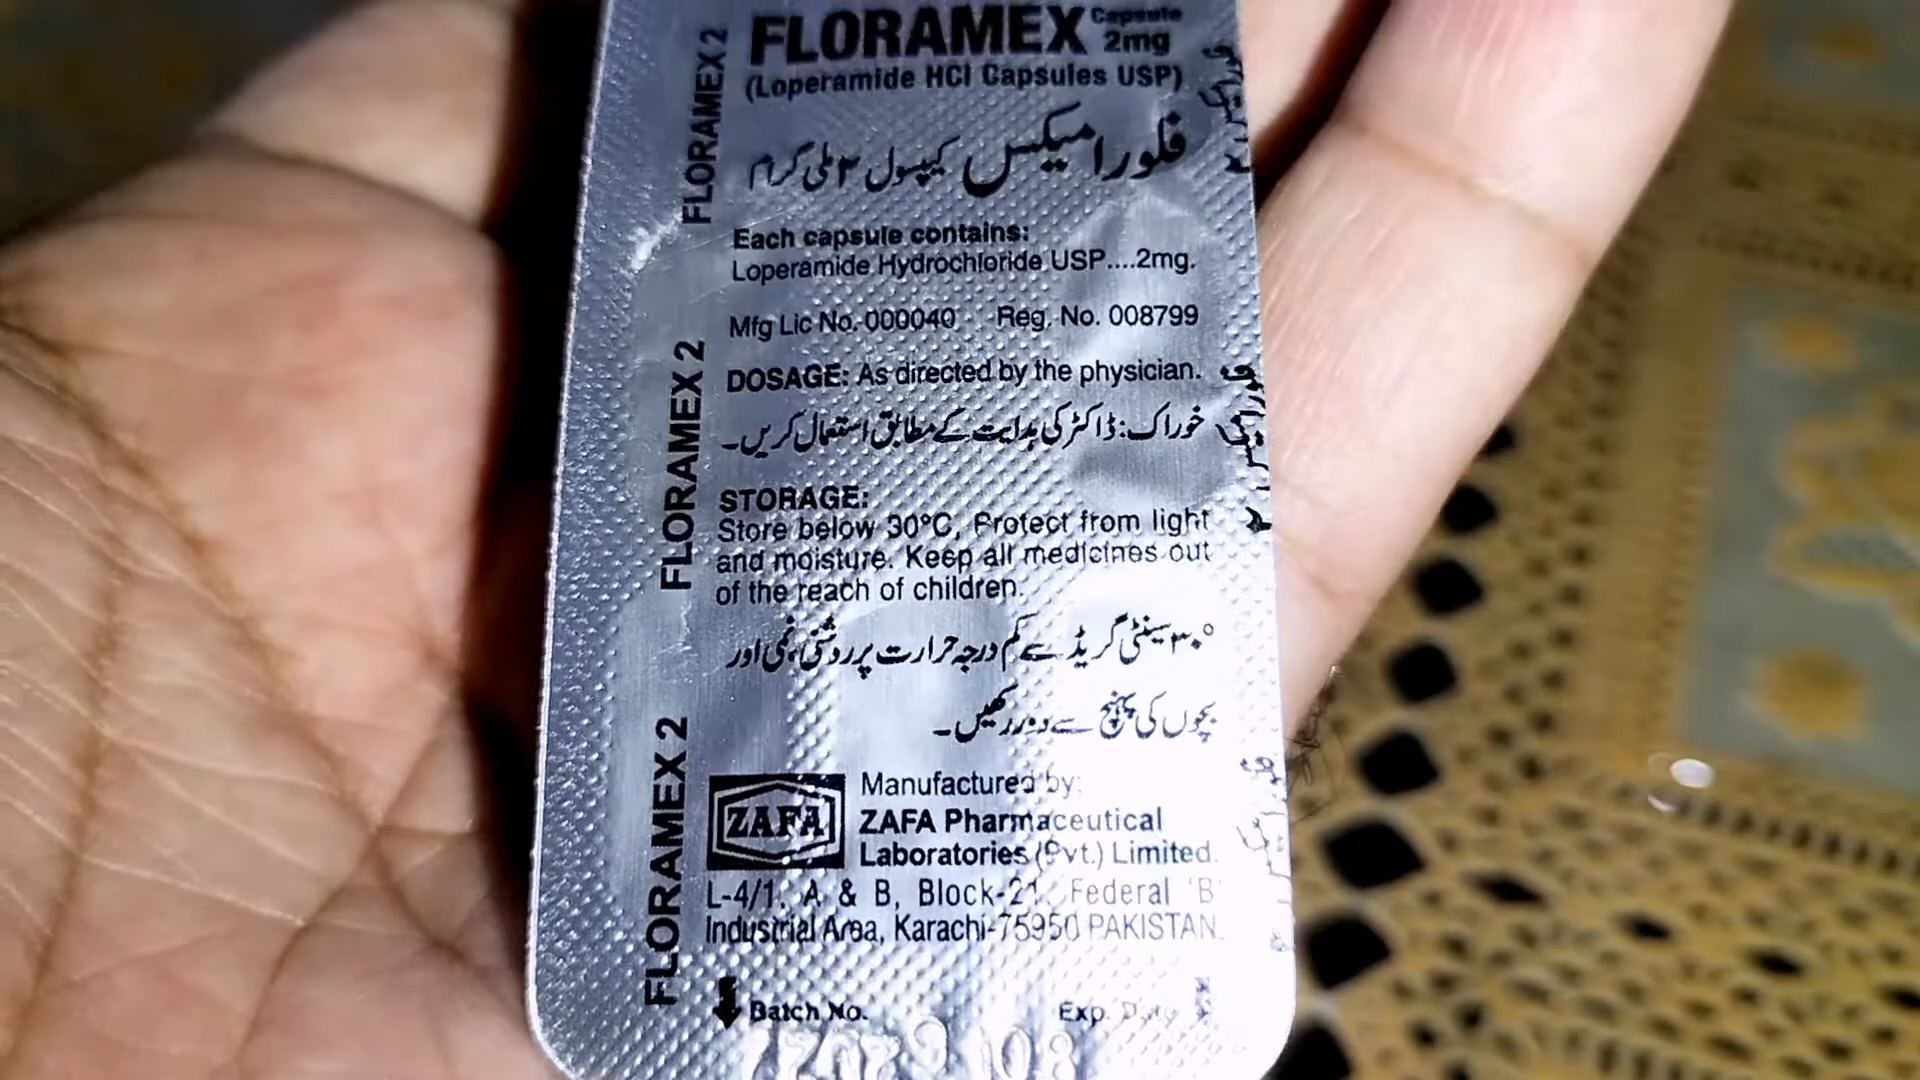 FLORAMEX Capsule 2mg
(Loperamide HCl Capsules USP)
فلورامیکس کیپسول ۲ ملی گرام
Each capsule contains:
Loperamide Hydrochloride USP....2mg.
Mfg Lic No. 000040 Reg. No. 008799
DOSAGE: As directed by the physician.
خوراک: ڈاکٹر کی ہدایت کے مطابق استعمال کریں۔
STORAGE:
Store below 30°C, Protect from light
and moisture. Keep all medicines out
of the reach of children.
۳۰° سینٹی گریڈ سے کم درجہ حرارت پر روشنی، نمی اور
بچوں کی پہنچ سے دور رکھیں۔
ZAFA
Manufactured by:
ZAFA Pharmaceutical
Laboratories (Pvt.) Limited.
L-4/1, A & B, Block-21, Federal 'B'
Industrial Area, Karachi-75950 PAKISTAN.
Batch No. Exp. Date
FLORAMEX 2
FLORAMEX 2
FLORAMEX 2